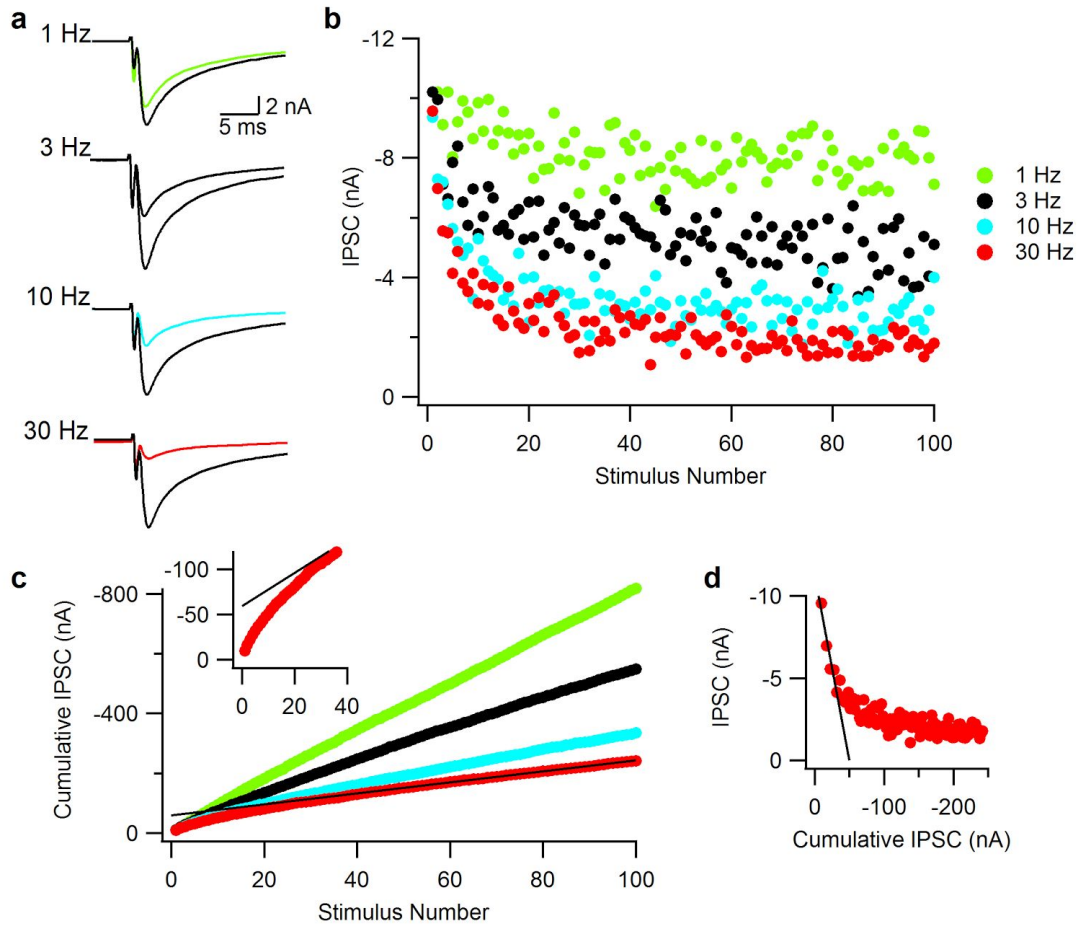 a
1 Hz
2 nA
5 ms
3 Hz
10 Hz
30 Hz
b
-12
-8
-4
0
IPSC (nA)
0 20 40 60 80 100
Stimulus Number
1 Hz
3 Hz
10 Hz
30 Hz
c
-800
-400
0
Cumulative IPSC (nA)
0 20 40 60 80 100
Stimulus Number
-100
-50
0
0 20 40
d
-10
-5
0
IPSC (nA)
0 -100 -200
Cumulative IPSC (nA)